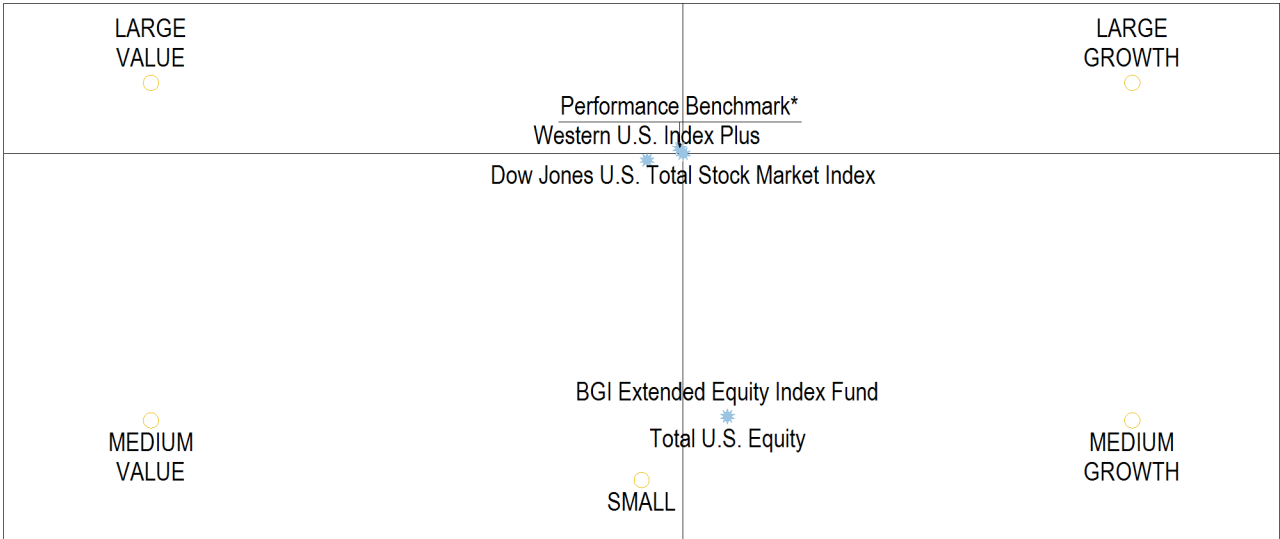 LARGE
VALUE
LARGE
GROWTH
Performance Benchmark*
Western U.S. Index Plus
Dow Jones U.S. Total Stock Market Index
BGI Extended Equity Index Fund
Total U.S. Equity
MEDIUM
VALUE
MEDIUM
GROWTH
SMALL